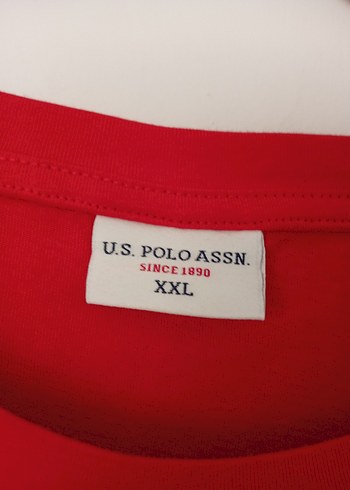 U.S. POLO ASSN.
SINCE 1890
XXL